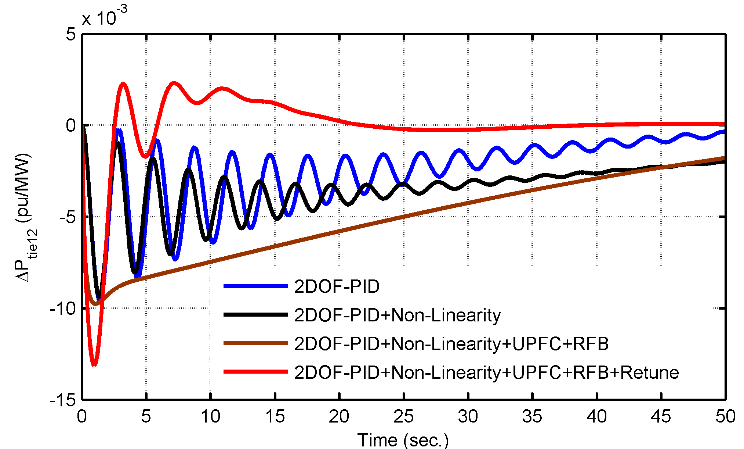 × 10⁻³
5
0
-5
-10
-15
ΔPtie12 (pu/MW)
2DOF-PID
2DOF-PID+Non-Linearity
2DOF-PID+Non-Linearity+UPFC+RFB
2DOF-PID+Non-Linearity+UPFC+RFB+Retune
0 5 10 15 20 25 30 35 40 45 50
Time (sec.)